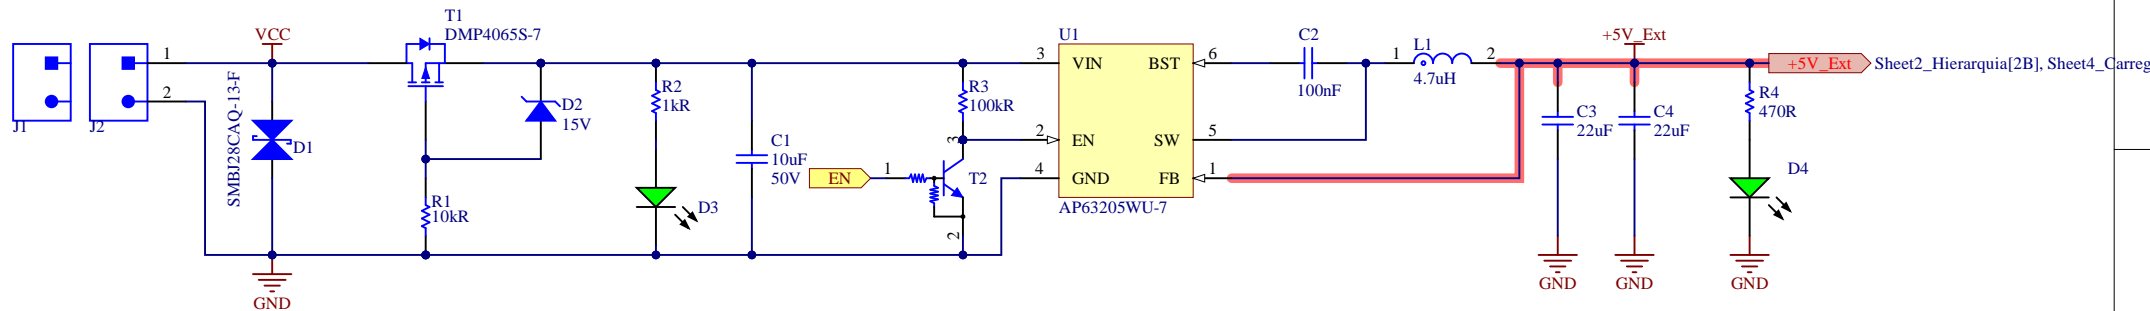 J1
J2
1
2
VCC
SMBJ28CAQ-13-F
D1
GND
T1
DMP4065S-7
D2
15V
R1
10kR
R2
1kR
D3
C1
10uF
50V
EN
1
R3
100kR
3
T2
2
U1
3
VIN
BST
6
2
EN
SW
5
4
GND
FB
1
AP63205WU-7
C2
100nF
L1
1
2
4.7uH
+5V_Ext
+5V_Ext
Sheet2_Hierarquia[2B], Sheet4_Carreg
C3
22uF
C4
22uF
R4
470R
D4
GND
GND
GND